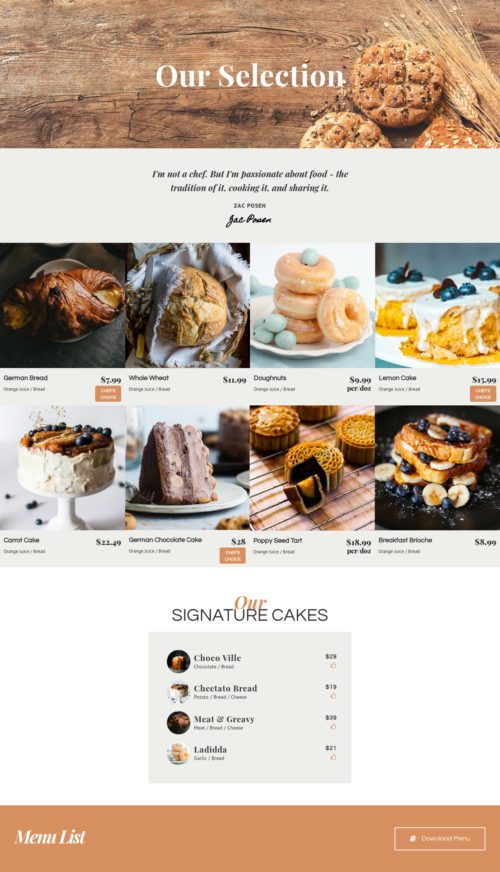 Our Selection
I'm not a chef. But I'm passionate about food - the
tradition of it, cooking it, and sharing it.
ZAC POSEN
Zac Posen
German Bread
$7.99
Orange Juice / Bread
CHEF'S
CHOICE
Whole Wheat
$11.99
Orange Juice / Bread
Doughnuts
$9.99
Orange Juice / Bread
per/doz
Lemon Cake
$15.99
Orange Juice / Bread
CHEF'S
CHOICE
Carrot Cake
$22.49
Orange Juice / Bread
German Chocolate Cake
$28
Orange Juice / Bread
CHEF'S
CHOICE
Poppy Seed Tart
$18.99
Orange Juice / Bread
per/doz
Breakfast Brioche
$8.99
Orange Juice / Bread
Our
SIGNATURE CAKES
Choco Ville
$29
Chocolate / Bread
Cheetato Bread
$19
Potato / Bread / Cheese
Meat & Greavy
$39
Meat / Bread / Cheese
Ladidda
$21
Garlic / Bread
Menu List
Download Menu